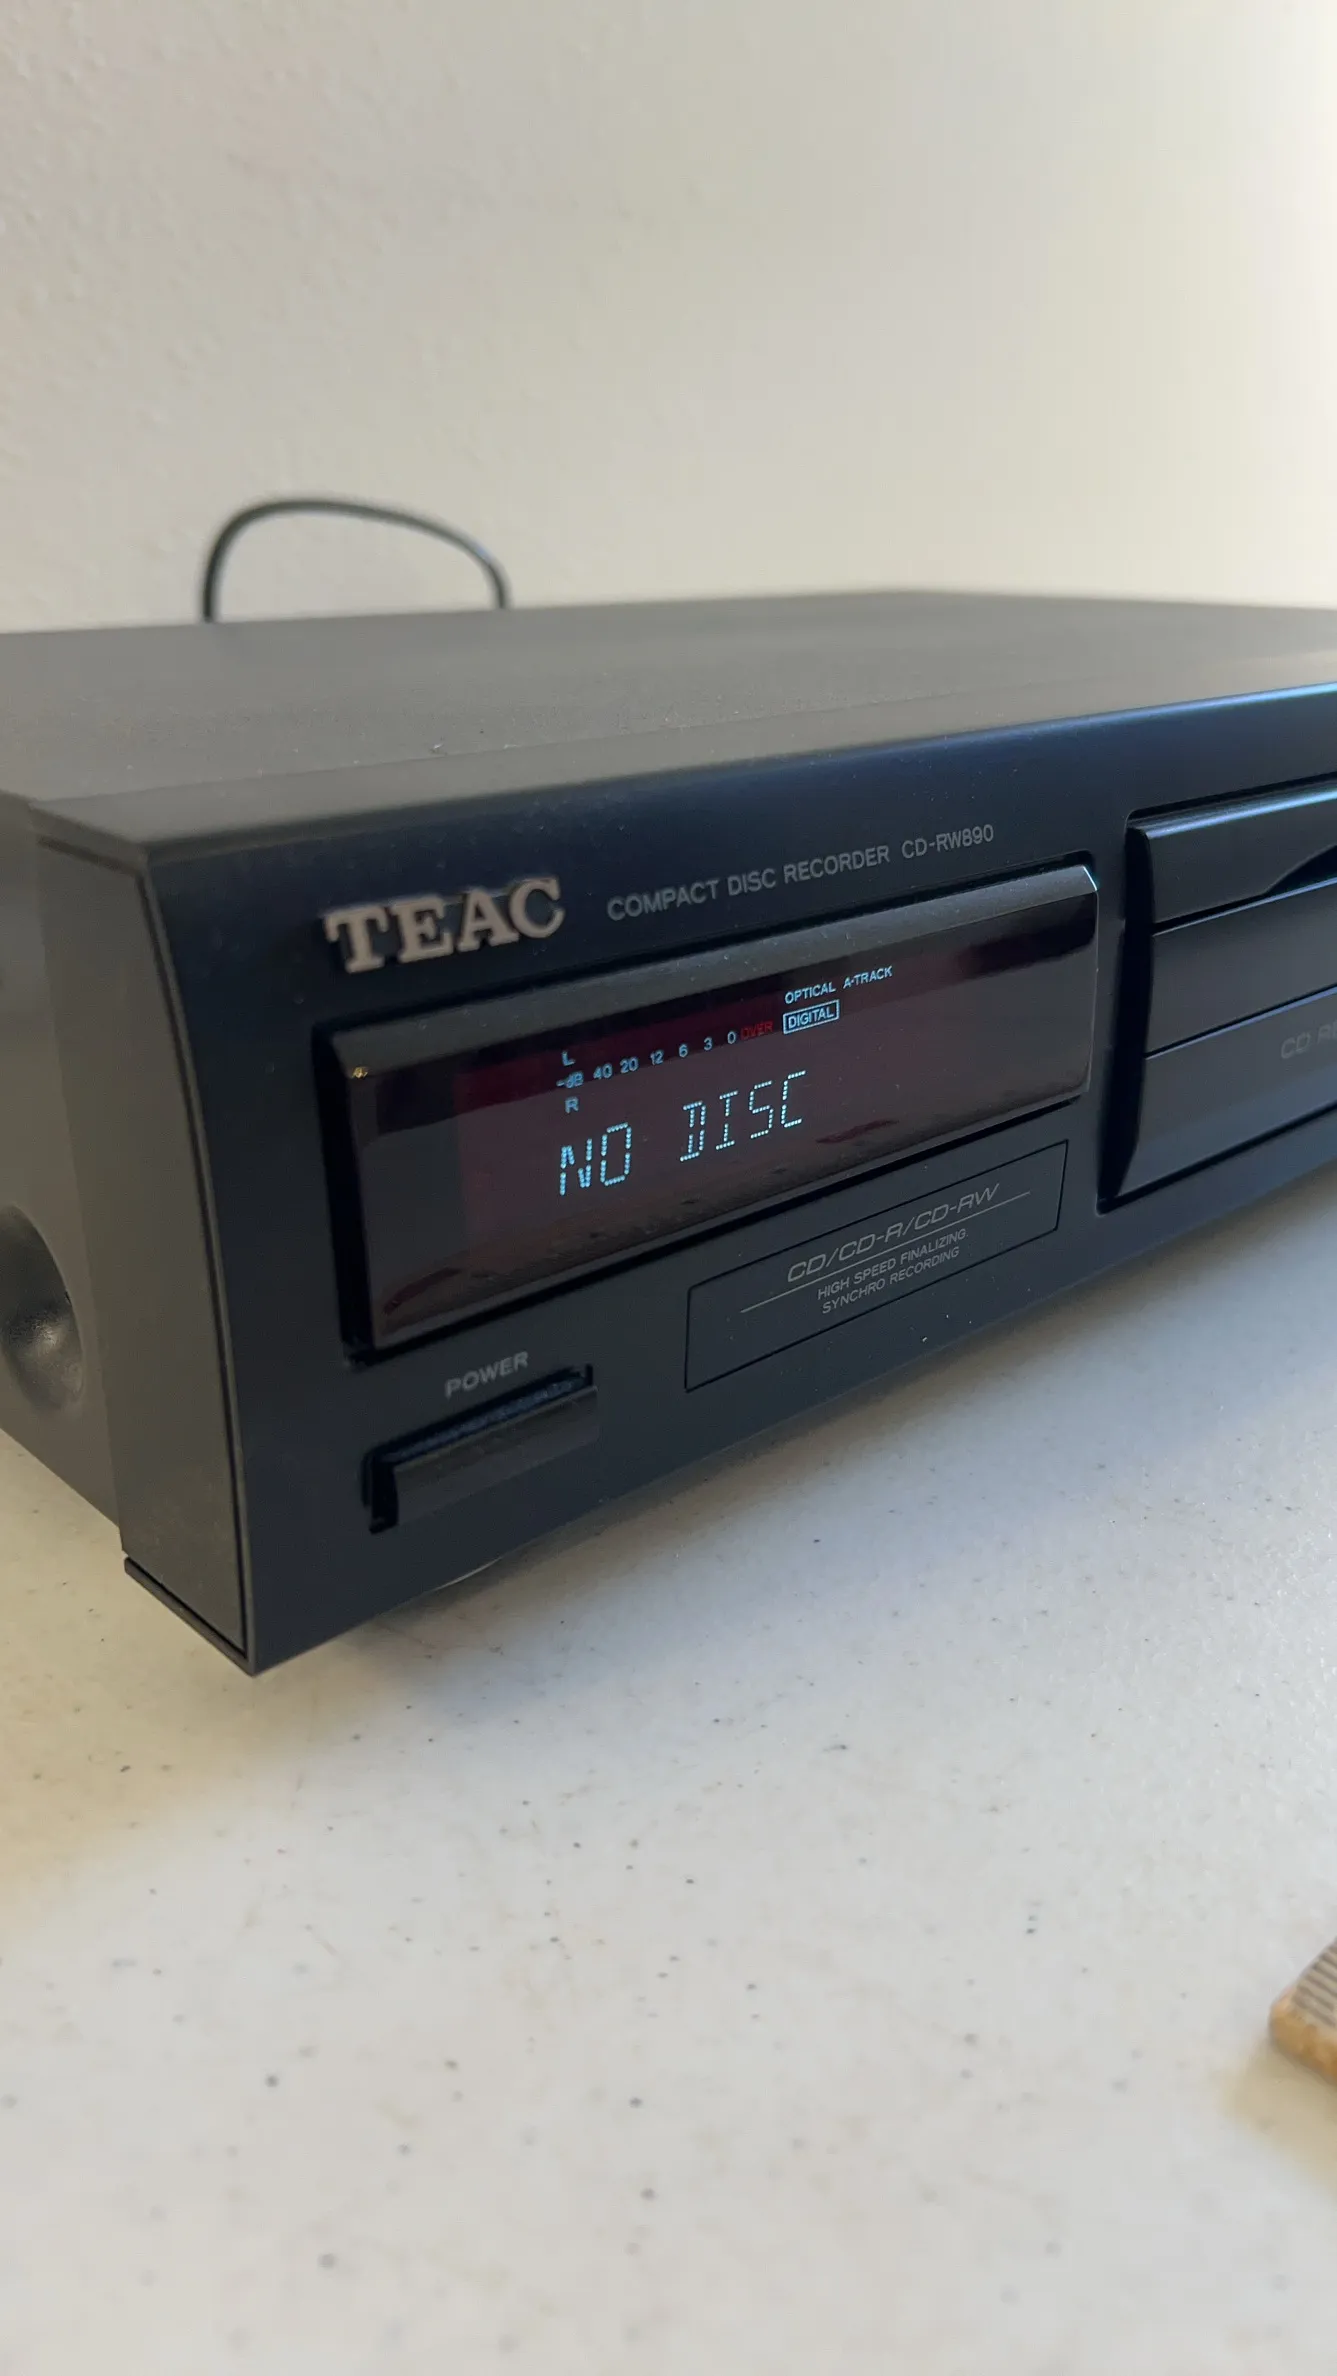 TEAC COMPACT DISC RECORDER CD-RW890
OPTICAL A-TRACK
DIGITAL
L
-dB 40 20 12 6 3 0 OVER
R
NO DISC
CD/CD-R/CD-RW
HIGH SPEED FINALIZING
SYNCHRO RECORDING
POWER
CD